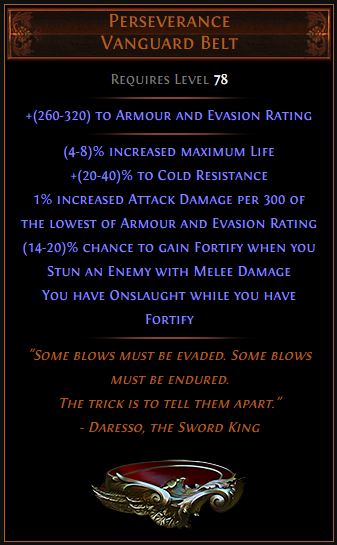 Perseverance
Vanguard Belt
Requires Level 78
+(260-320) to Armour and Evasion Rating
(4-8)% increased maximum Life
+(20-40)% to Cold Resistance
1% increased Attack Damage per 300 of
the lowest of Armour and Evasion Rating
(14-20)% chance to gain Fortify when you
Stun an Enemy with Melee Damage
You have Onslaught while you have
Fortify
"Some blows must be evaded. Some blows
must be endured.
The trick is to tell them apart."
- Daresso, the Sword King